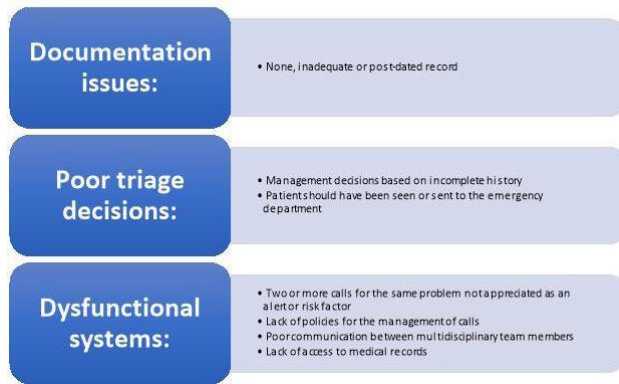 Documentation
issues:
• None, inadequate or post-dated record
Poor triage
decisions:
• Management decisions based on incomplete history
• Patient should have been seen or sent to the emergency
department
Dysfunctional
systems:
• Two or more calls for the same problem not appreciated as an
alert or risk factor
• Lack of policies for the management of calls
• Poor communication between multidisciplinary team members
• Lack of access to medical records